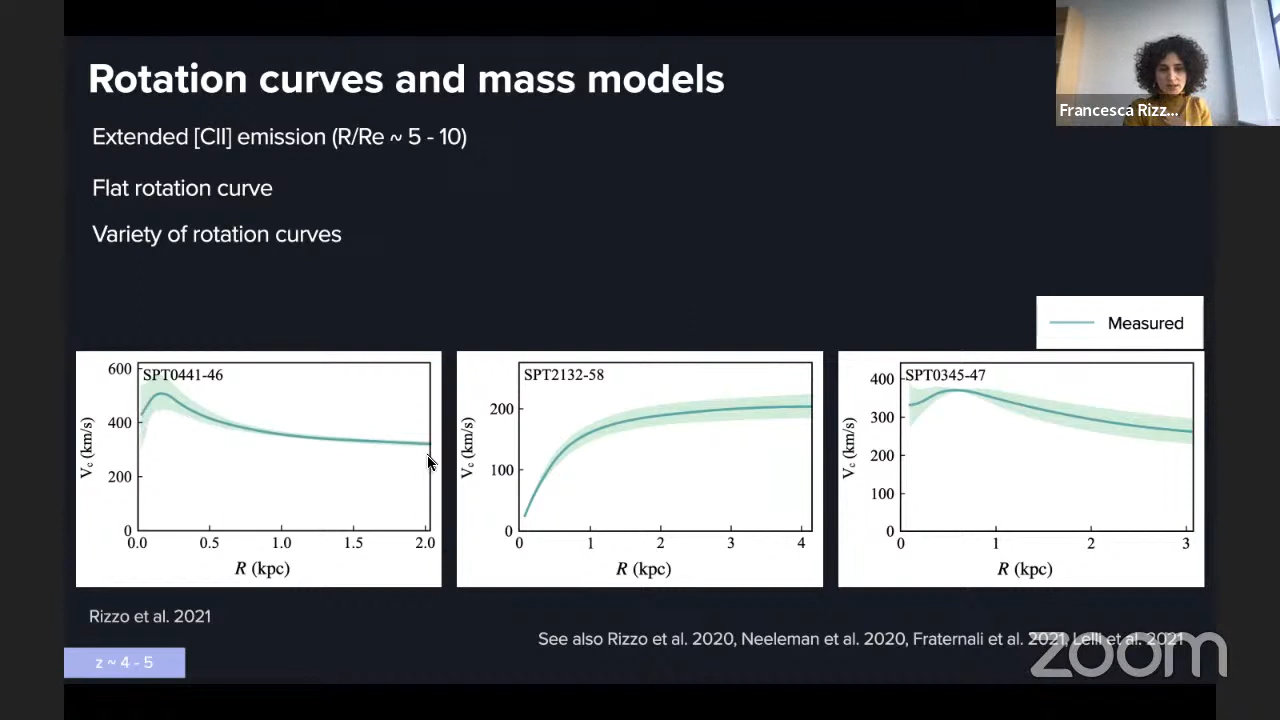 Rotation curves and mass models
Francesca Rizz...
Extended [CII] emission (R/Re ~ 5 - 10)
Flat rotation curve
Variety of rotation curves
Measured
SPT0441-46
600
400
200
0
Vc (km/s)
0.0 0.5 1.0 1.5 2.0
R (kpc)
SPT2132-58
200
100
0
Vc (km/s)
0 1 2 3 4
R (kpc)
SPT0345-47
400
300
200
100
0
Vc (km/s)
0 1 2 3
R (kpc)
Rizzo et al. 2021
See also Rizzo et al. 2020, Neeleman et al. 2020, Fraternali et al. 2021, Lelli et al. 2021
z ~ 4 - 5
zoom